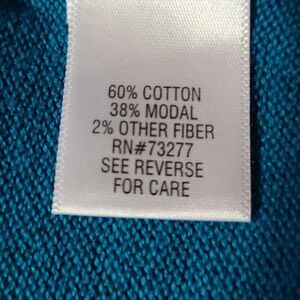 60% COTTON
38% MODAL
2% OTHER FIBER
RN#73277
SEE REVERSE
FOR CARE